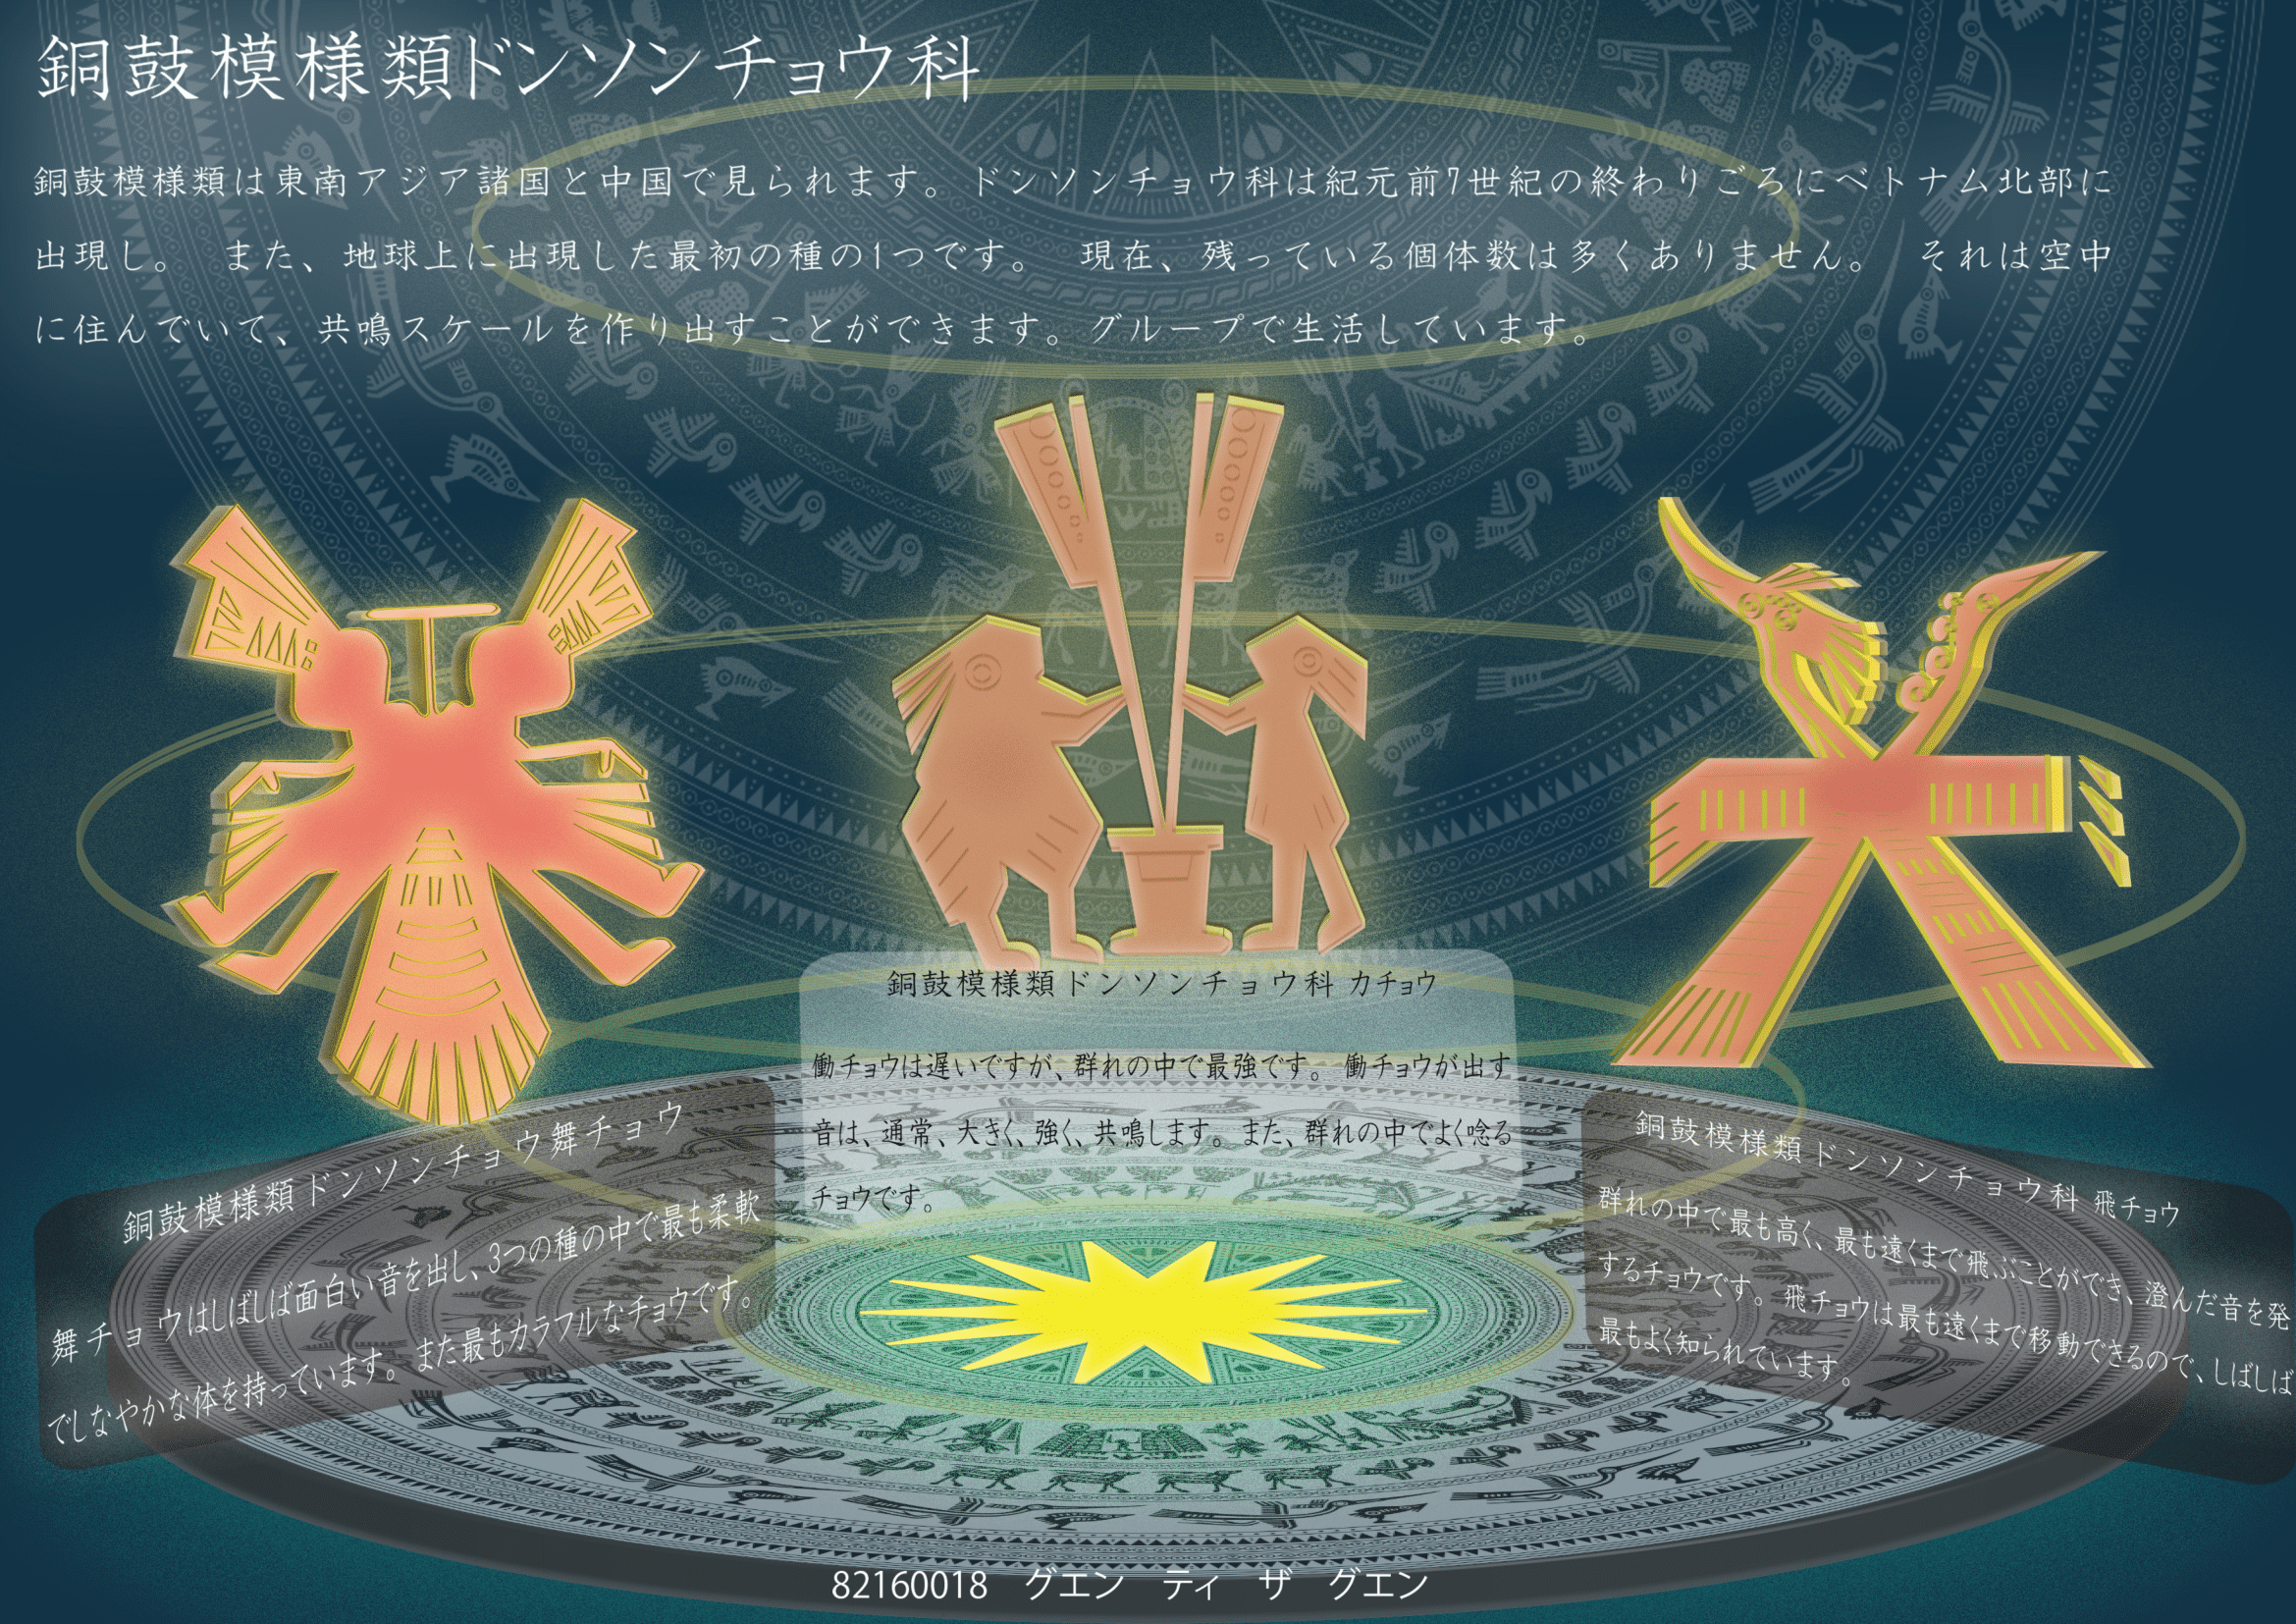 銅鼓模様類ドンソンチョウ科
銅鼓模様類は東南アジア諸国と中国で見られます。ドンソンチョウ科は紀元前7世紀の終わりごろにベトナム北部に
出現し。　また、地球上に出現した最初の種の1つです。　現在、残っている個体数は多くありません。　それは空中
に住んでいて、共鳴スケールを作り出すことができます。グループで生活しています。
銅鼓模様類ドンソンチョウ舞チョウ
舞チョウはしばしば面白い音を出し、3つの種の中で最も柔軟
でしなやかな体を持っています。また最もカラフルなチョウです。
銅鼓模様類ドンソンチョウ科 カチョウ
働チョウは遅いですが、群れの中で最強です。 働チョウが出す
音は、通常、大きく、強く、共鳴します。また、群れの中でよく唸る
チョウです。
銅鼓模様類ドンソンチョウ科 飛チョウ
群れの中で最も高く、最も遠くまで飛ぶことができ、澄んだ音を発
するチョウです。 飛チョウは最も遠くまで移動できるので、しばしば
最もよく知られています。
82160018　グエン　ティ　ザ　グエン